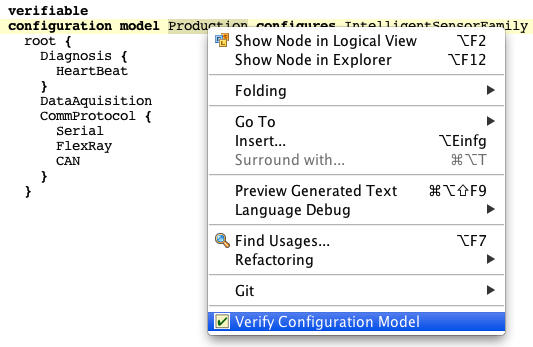 verifiable
configuration model Production configures IntelligentSensorFamily
root {
Diagnosis {
HeartBeat
}
DataAquisition
CommProtocol {
Serial
FlexRay
CAN
}
}
Show Node in Logical View ⌥F2
Show Node in Explorer ⌥F12
Folding
Go To
Insert... ⌥Einfg
Surround with... ⌘⌥T
Preview Generated Text ⌘⌥⇧F9
Language Debug
Find Usages... ⌥F7
Refactoring
Git
Verify Configuration Model